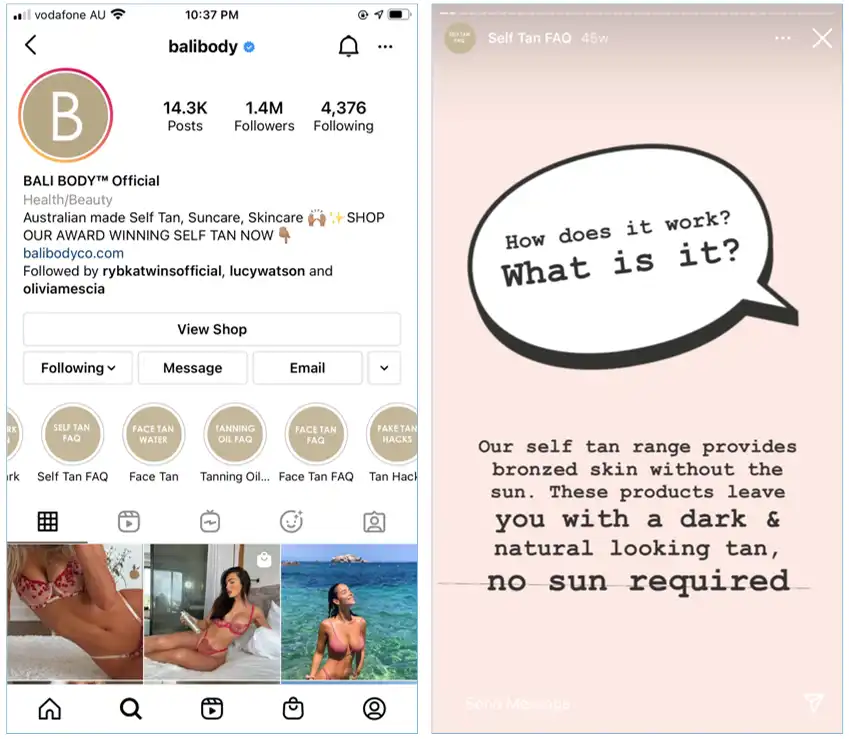 vodafone AU 10:37 PM
balibody
B
14.3K 1.4M 4,376
Posts Followers Following
BALI BODY™ Official
Health/Beauty
Australian made Self Tan, Suncare, Skincare 🙌🏽✨SHOP
OUR AWARD WINNING SELF TAN NOW 👇🏽
balibodyco.com
Followed by rybkatwinsofficial, lucywatson and
oliviamescia
View Shop
Following Message Email
SELF TAN FAQ
FACE TAN WATER
TANNING OIL FAQ
FACE TAN FAQ
FAKE TAN HACKS
rk Self Tan FAQ Face Tan Tanning Oil... Face Tan FAQ Tan Hack
SELF TAN FAQ
Self Tan FAQ 45w
How does it work?
What is it?
Our self tan range provides
bronzed skin without the
sun. These products leave
you with a dark &
natural looking tan,
no sun required
Send Message